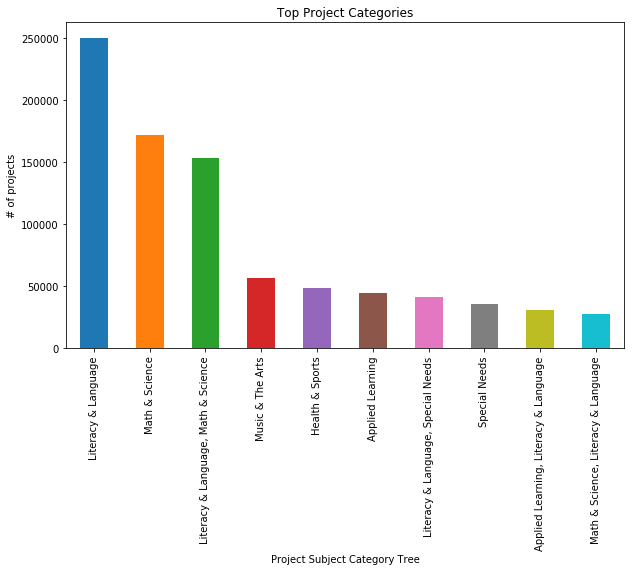 Top Project Categories
# of projects
250000
200000
150000
100000
50000
0
Literacy & Language
Math & Science
Literacy & Language, Math & Science
Music & The Arts
Health & Sports
Applied Learning
Literacy & Language, Special Needs
Special Needs
Applied Learning, Literacy & Language
Math & Science, Literacy & Language
Project Subject Category Tree